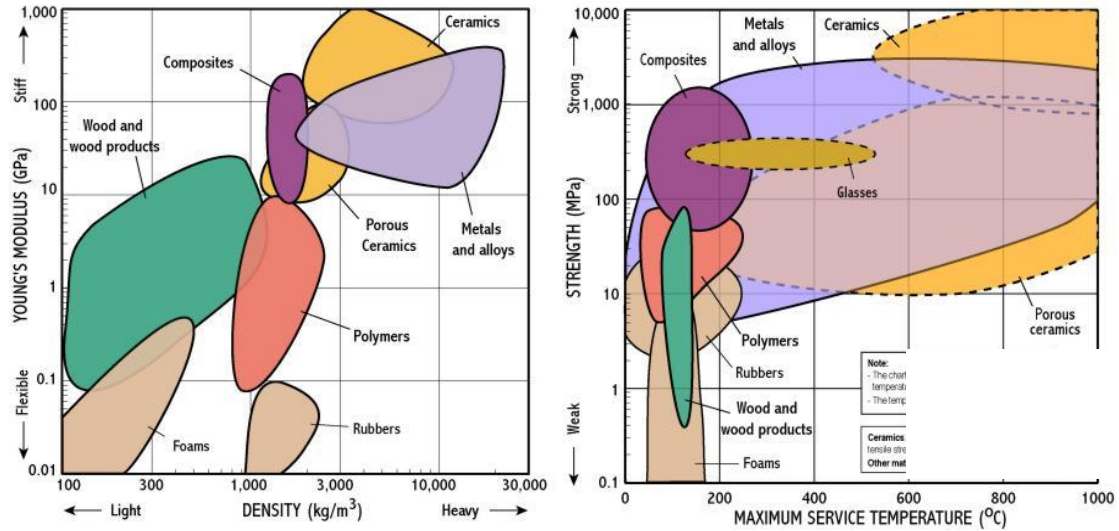 1,000
100
10
1
0.1
0.01
Stiff
YOUNG'S MODULUS (GPa)
Flexible
Ceramics
Composites
Wood and
wood products
Porous
Ceramics
Metals
and alloys
Polymers
Foams
Rubbers
100
300
1,000
3,000
10,000
30,000
Light
DENSITY (kg/m³)
Heavy
10,000
1,000
100
10
1
0.1
Strong
STRENGTH (MPa)
Weak
Metals
and alloys
Ceramics
Composites
Glasses
Porous
ceramics
Polymers
Rubbers
Wood and
wood products
Foams
Note:
- The chart
- The temp
Ceramics
Other mat
0
200
400
600
800
1000
MAXIMUM SERVICE TEMPERATURE (°C)